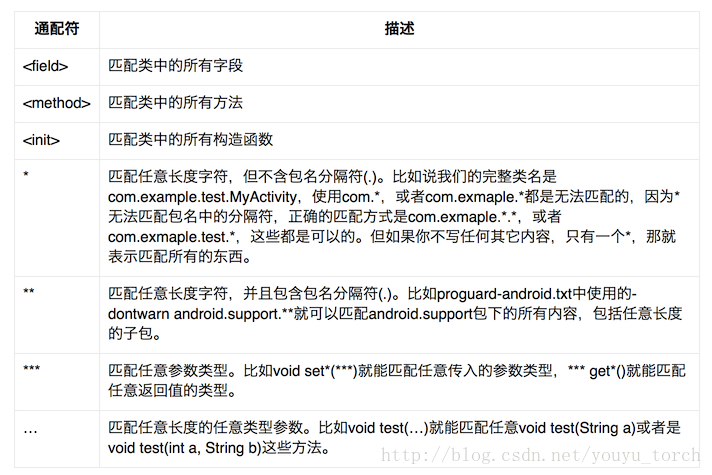 通配符 描述
<field> 匹配类中的所有字段
<method> 匹配类中的所有方法
<init> 匹配类中的所有构造函数
* 匹配任意长度字符，但不含包名分隔符(.)。比如说我们的完整类名是
com.example.test.MyActivity，使用com.*，或者com.exmaple.*都是无法匹配的，因为*
无法匹配包名中的分隔符，正确的匹配方式是com.exmaple.*.*，或者
com.exmaple.test.*，这些都是可以的。但如果你不写任何其它内容，只有一个*，那就
表示匹配所有的东西。
** 匹配任意长度字符，并且包含包名分隔符(.)。比如proguard-android.txt中使用的-
dontwarn android.support.**就可以匹配android.support包下的所有内容，包括任意长度
的子包。
*** 匹配任意参数类型。比如void set*(***)就能匹配任意传入的参数类型，*** get*()就能匹配
任意返回值的类型。
… 匹配任意长度的任意类型参数。比如void test(…)就能匹配任意void test(String a)或者是
void test(int a, String b)这些方法。
http://blog.csdn.net/youyu_torch